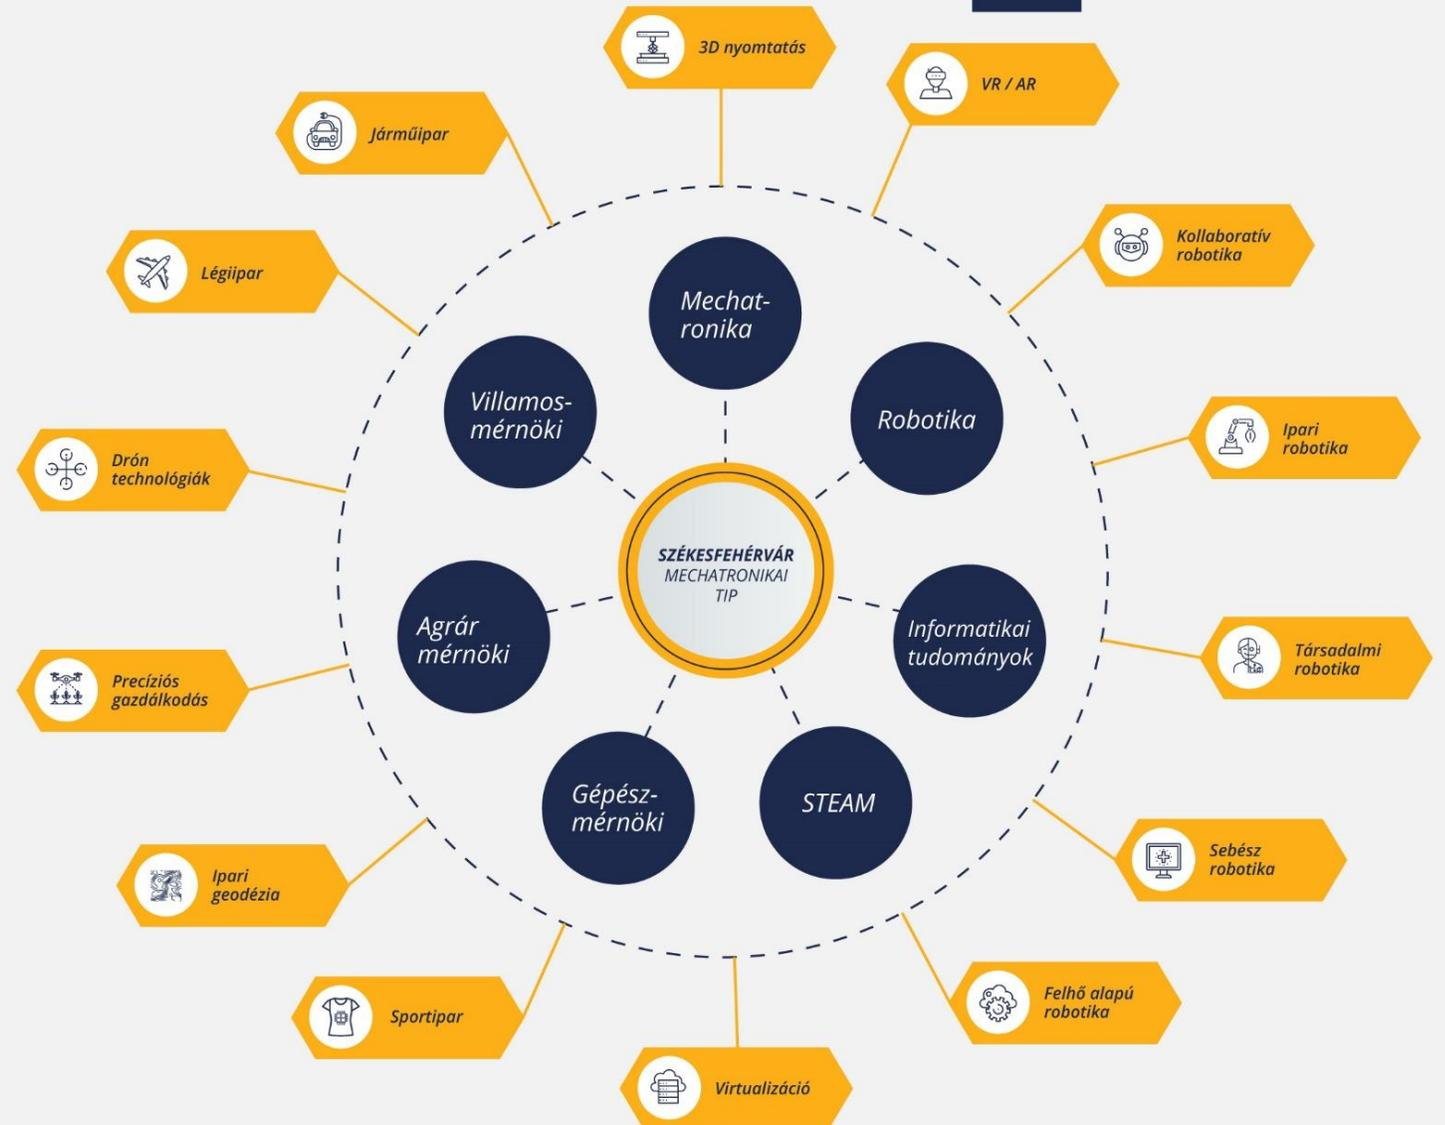 3D nyomtatás
VR / AR
Járműipar
Kollaboratív
robotika
Légiipar
Mechat-
ronika
Villamos-
mérnöki
Robotika
Ipari
robotika
Drón
technológiák
SZÉKESFEHÉRVÁR
MECHATRONIKAI
TIP
Agrár
mérnöki
Informatikai
tudományok
Társadalmi
robotika
Precíziós
gazdálkodás
Gépész-
mérnöki
STEAM
Sebész
robotika
Ipari
geodézia
Felhő alapú
robotika
Sportipar
Virtualizáció